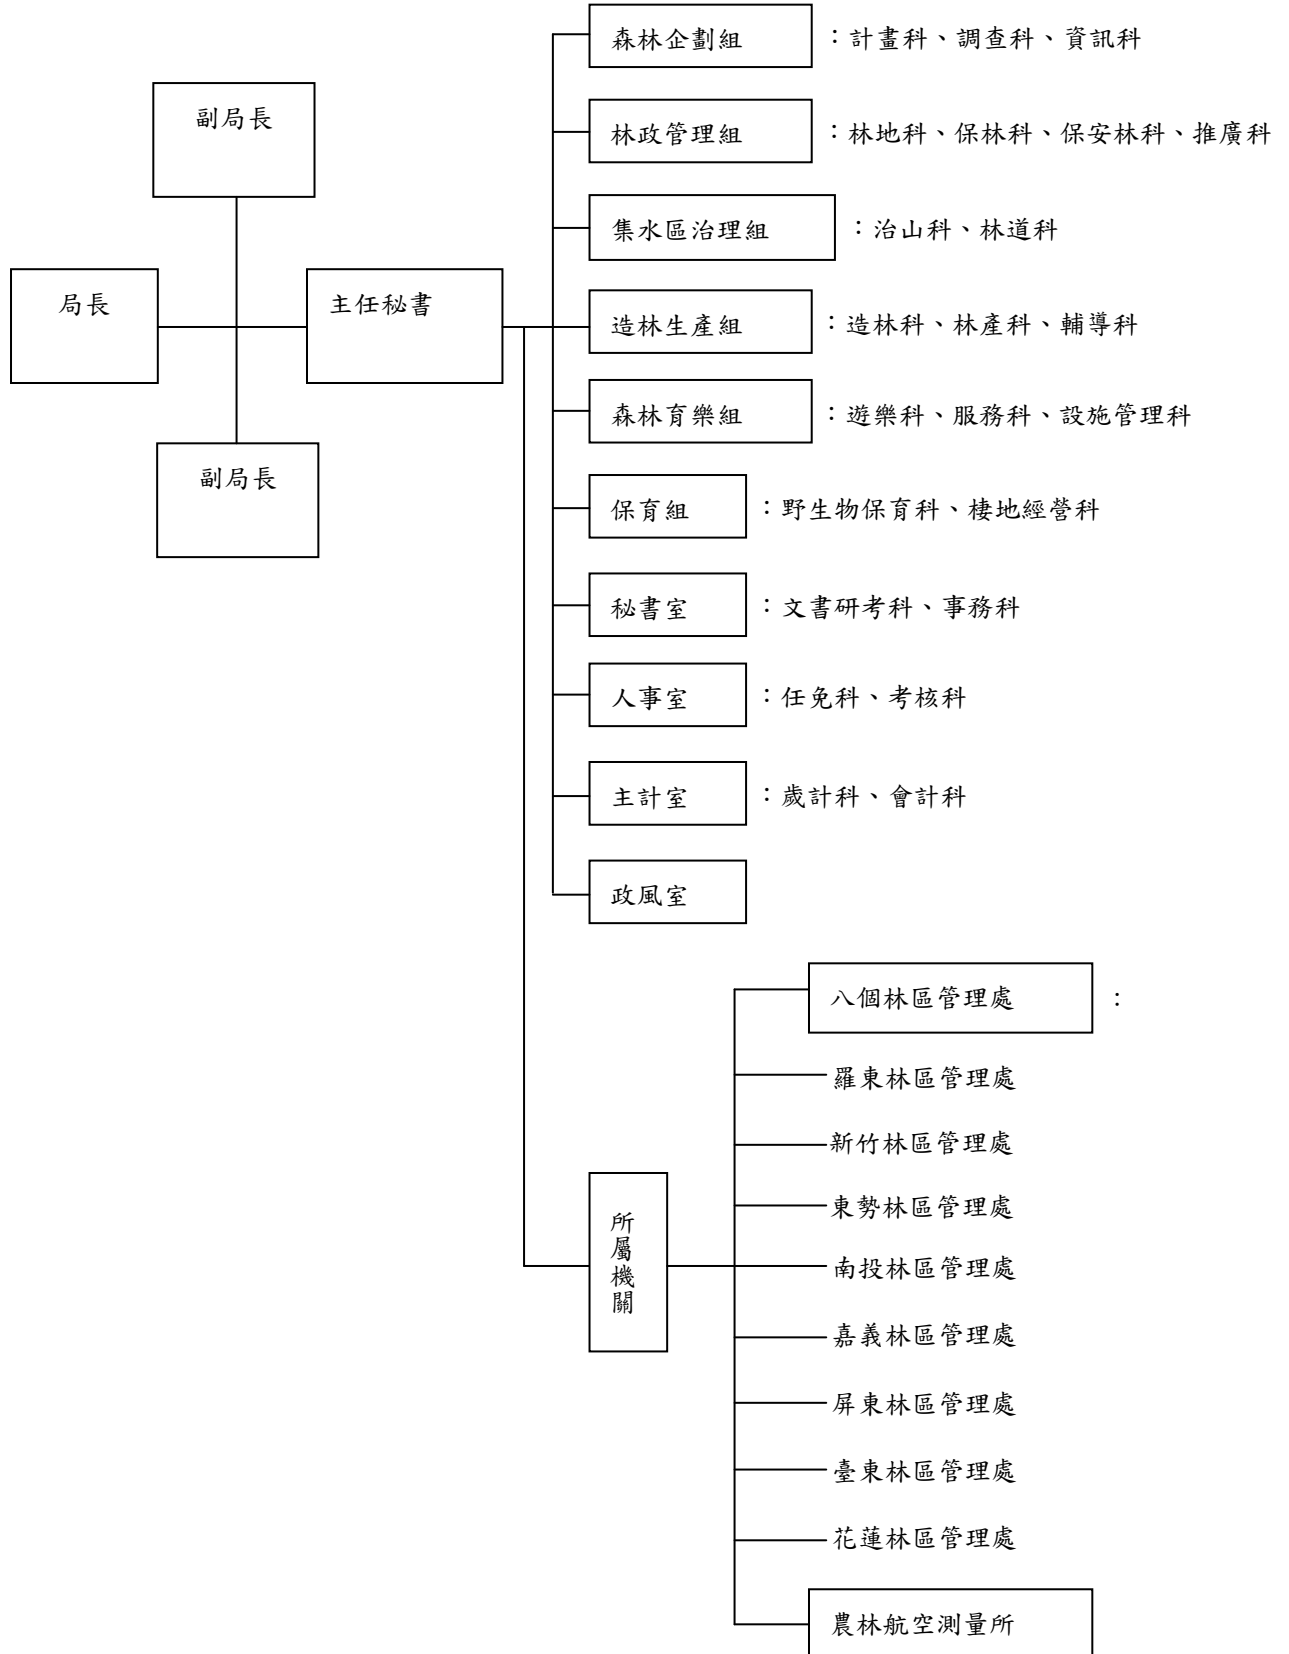 森林企劃組：計畫科、調查科、資訊科
副局長
林政管理組：林地科、保林科、保安林科、推廣科
集水區治理組：治山科、林道科
局長
主任秘書
造林生產組：造林科、林產科、輔導科
森林育樂組：遊樂科、服務科、設施管理科
副局長
保育組：野生物保育科、棲地經營科
秘書室：文書研考科、事務科
人事室：任免科、考核科
主計室：歲計科、會計科
政風室
八個林區管理處：
羅東林區管理處
新竹林區管理處
東勢林區管理處
所屬機關
南投林區管理處
嘉義林區管理處
屏東林區管理處
臺東林區管理處
花蓮林區管理處
農林航空測量所